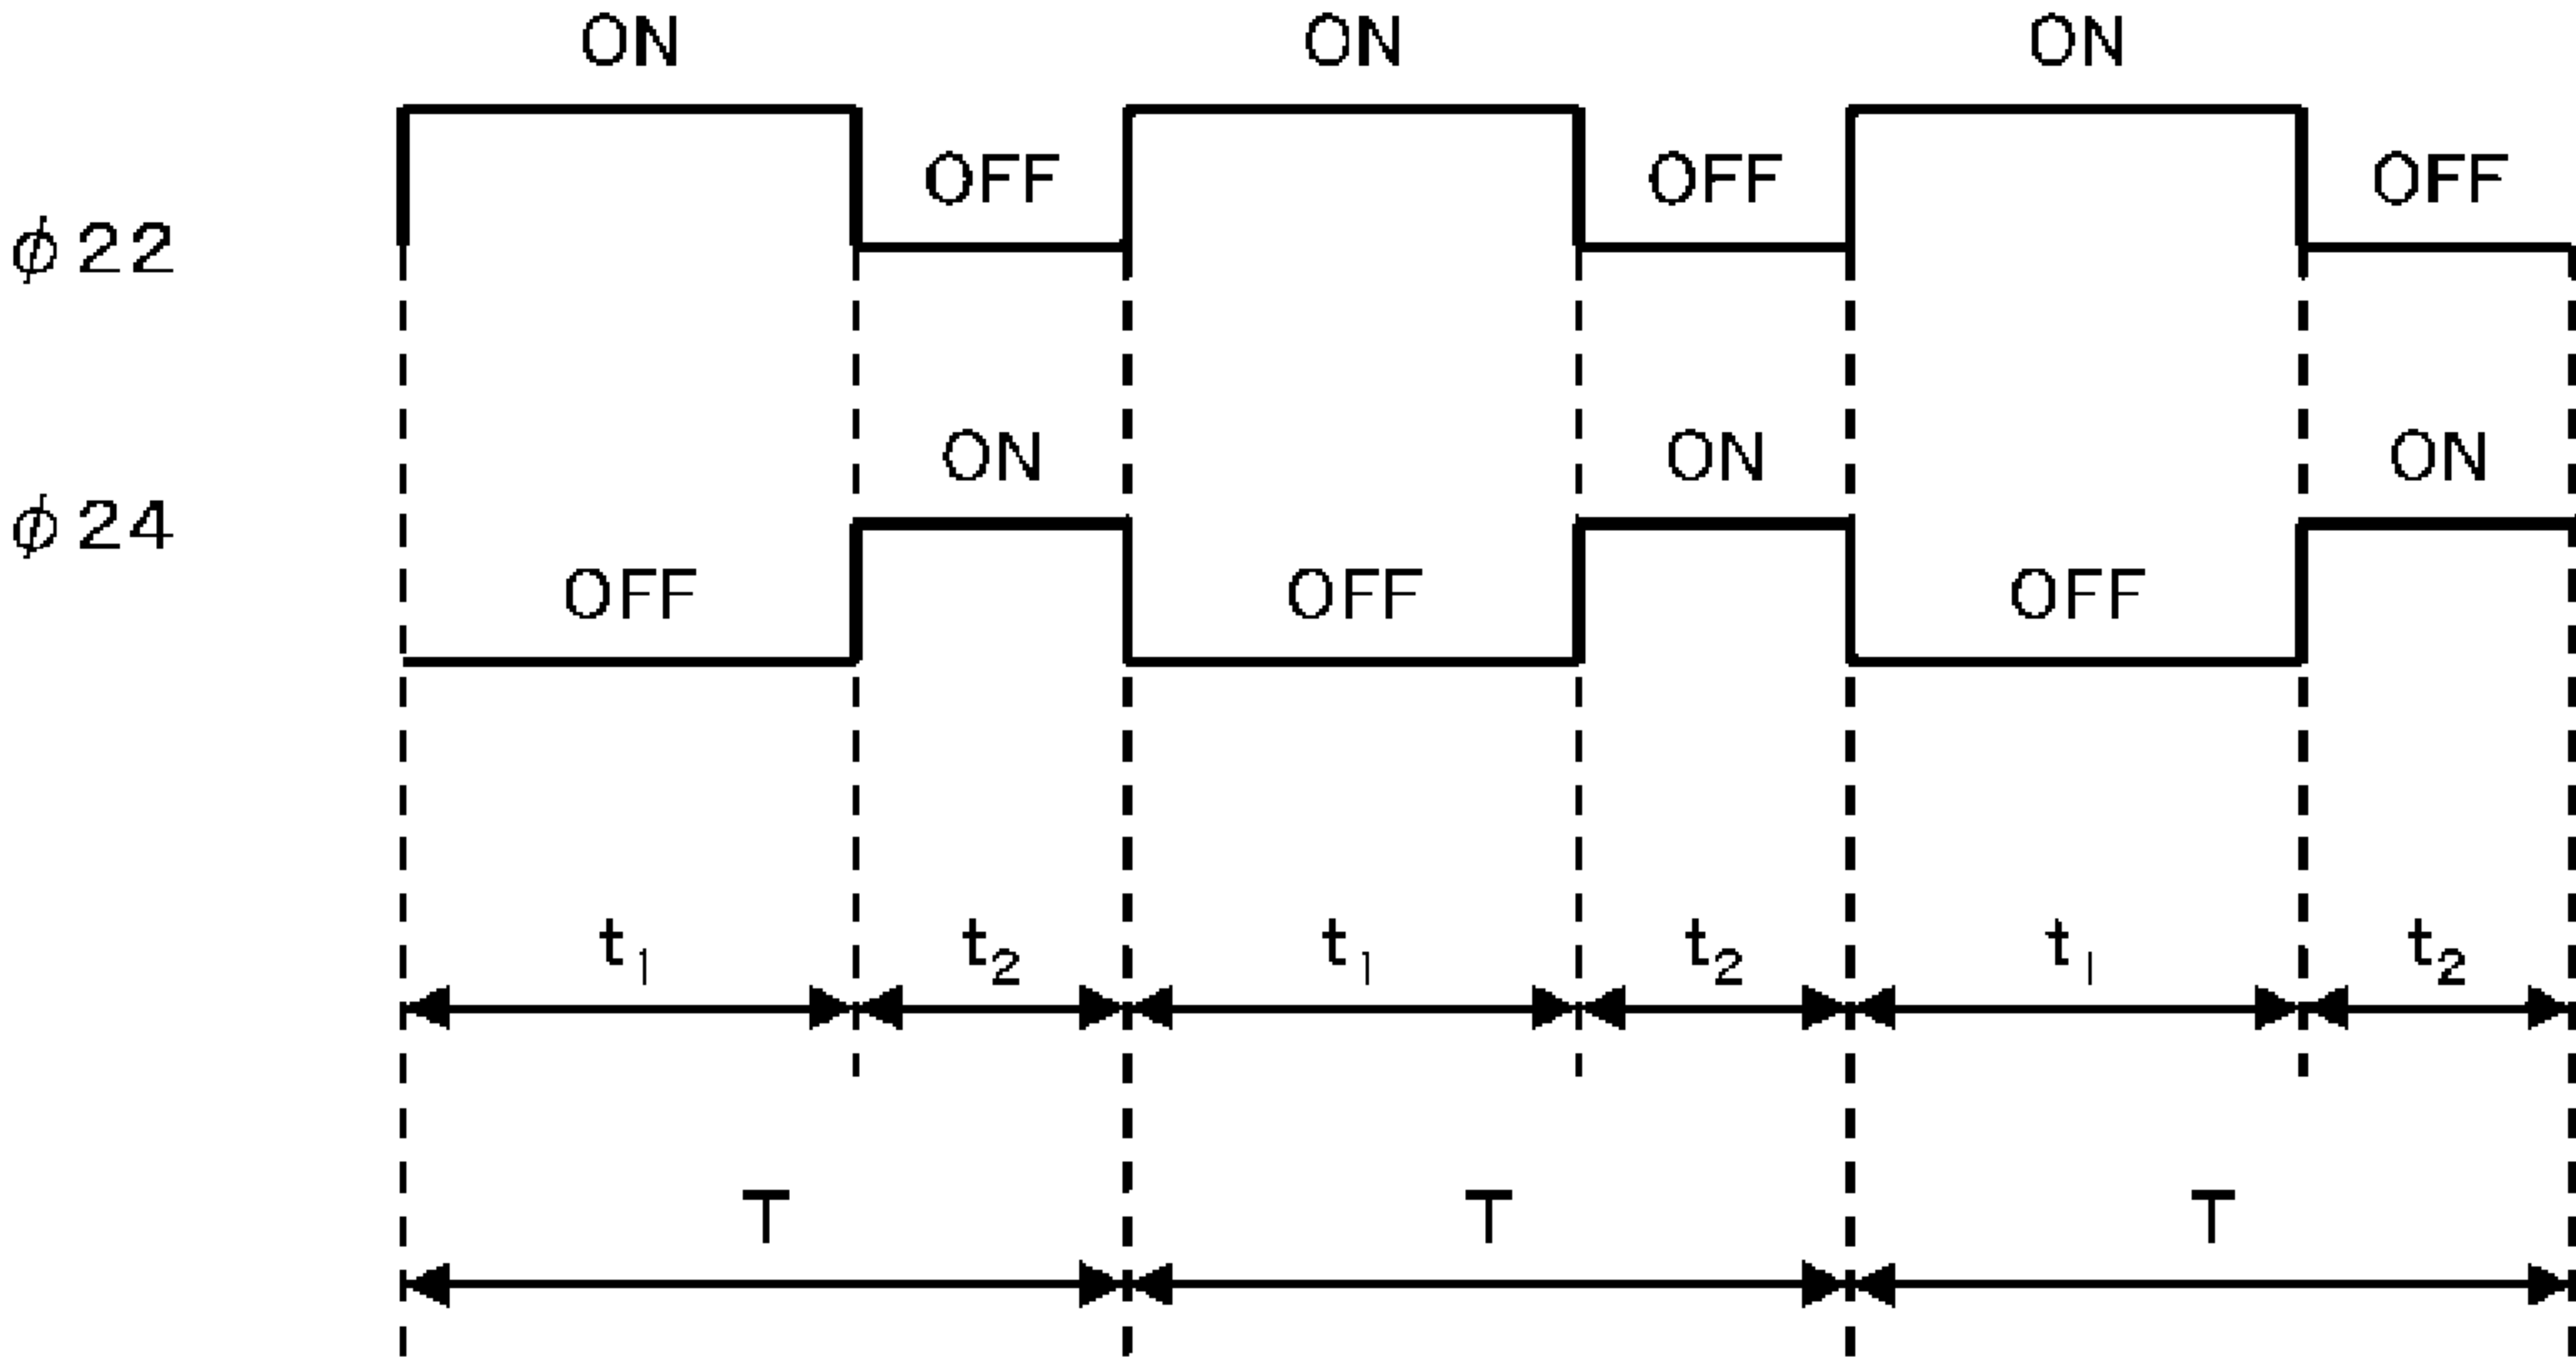 ON ON ON
OFF OFF OFF
ϕ22
ON ON ON
ϕ24
OFF OFF OFF
t₁ t₂ t₁ t₂ t₁ t₂
T T T